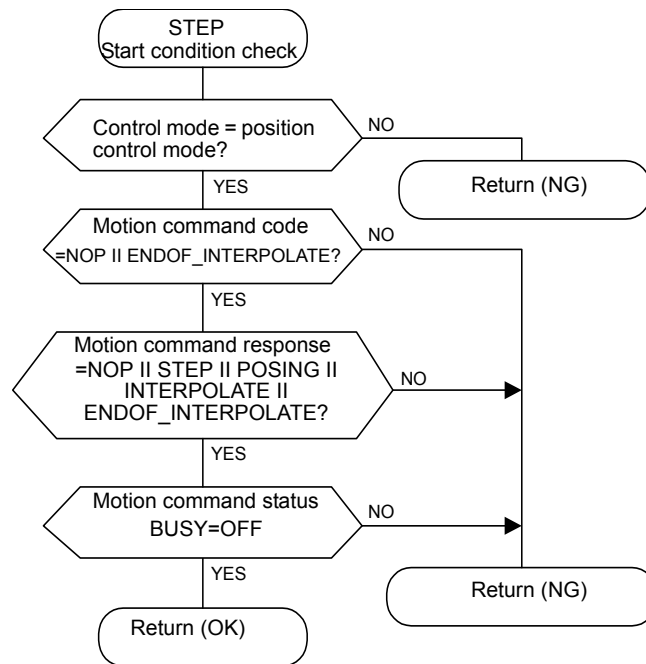 STEP
Start condition check
Control mode = position
control mode?
NO
Return (NG)
YES
Motion command code
=NOP II ENDOF_INTERPOLATE?
NO
YES
Motion command response
=NOP II STEP II POSING II
INTERPOLATE II
ENDOF_INTERPOLATE?
NO
YES
Motion command status
BUSY=OFF
NO
YES
Return (NG)
Return (OK)